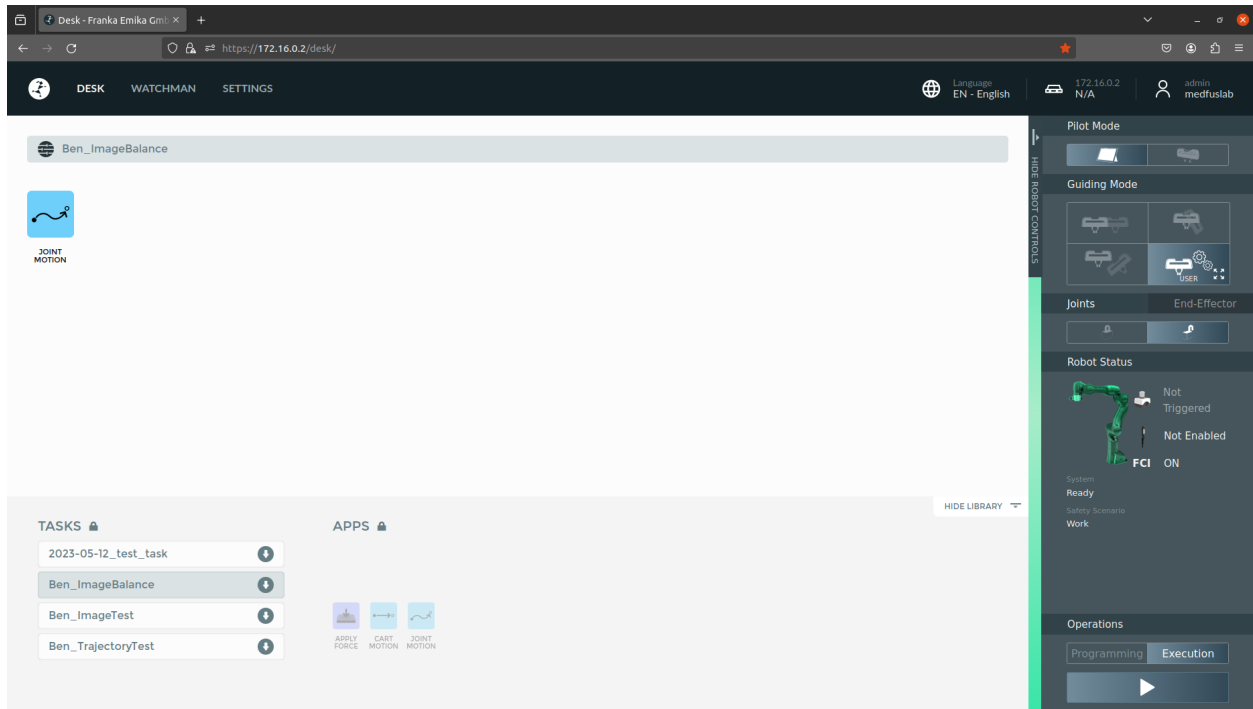 Desk - Franka Emika Gmb
https://172.16.0.2/desk/
DESK WATCHMAN SETTINGS
Language
EN - English
172.16.0.2
N/A
admin
medfuslab
Ben_ImageBalance
JOINT
MOTION
HIDE ROBOT CONTROLS
Pilot Mode
Guiding Mode
USER
Joints End-Effector
Robot Status
Not
Triggered
Not Enabled
FCI ON
System
Ready
Safety Scenario
Work
HIDE LIBRARY
TASKS
2023-05-12_test_task
Ben_ImageBalance
Ben_ImageTest
Ben_TrajectoryTest
APPS
APPLY
FORCE
CART
MOTION
JOINT
MOTION
Operations
Programming Execution